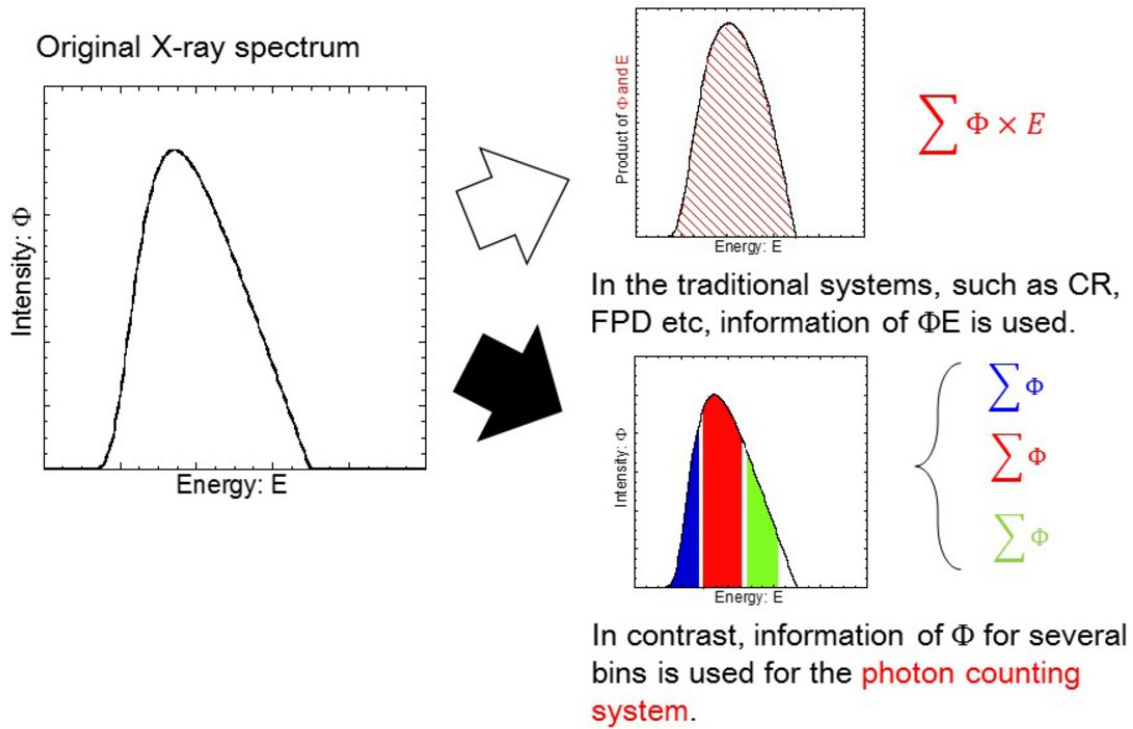 Original X-ray spectrum
Intensity: Φ
Energy: E
Product of Φ and E
Energy: E
∑ Φ × E
In the traditional systems, such as CR,
FPD etc, information of ΦE is used.
Intensity: Φ
Energy: E
∑ Φ
∑ Φ
∑ Φ
In contrast, information of Φ for several
bins is used for the photon counting
system.